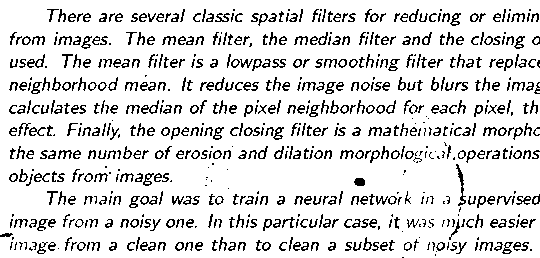 There are several classic spatial filters for reducing or elimin
from images. The mean filter, the median filter and the closing o
used. The mean filter is a lowpass or smoothing filter that replace
neighborhood mean. It reduces the image noise but blurs the imag
calculates the median of the pixel neighborhood for each pixel, th
effect. Finally, the opening closing filter is a mathematical morpho
the same number of erosion and dilation morphological operations
objects from images.
The main goal was to train a neural network in a supervised
image from a noisy one. In this particular case, it was much easier
image from a clean one than to clean a subset of noisy images.